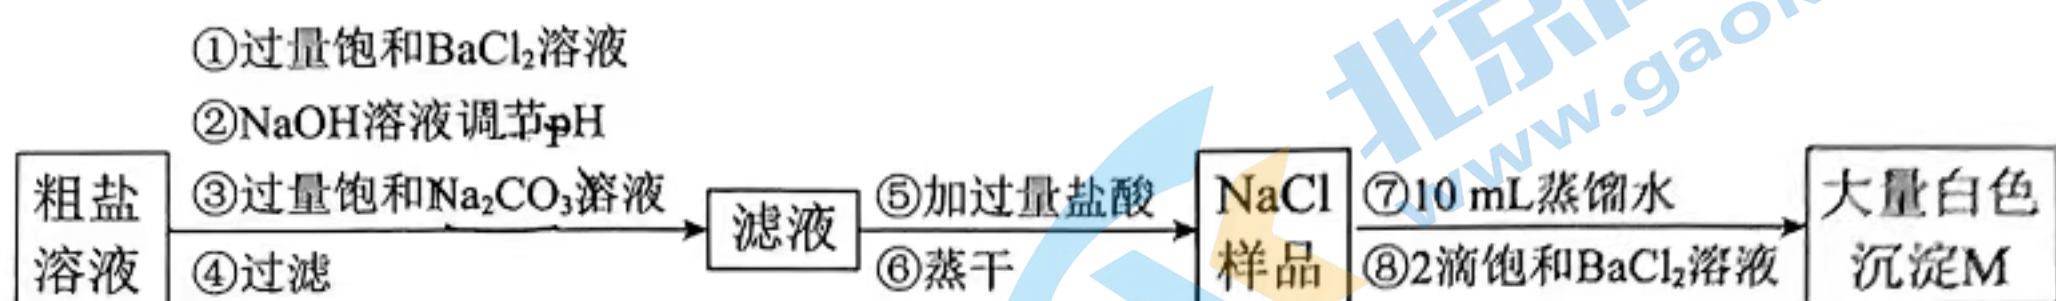 ①过量饱和BaCl₂溶液
②NaOH溶液调节pH
③过量饱和Na₂CO₃溶液
④过滤
粗盐
溶液
滤液
⑤加过量盐酸
⑥蒸干
NaCl
样品
⑦10 mL蒸馏水
⑧2滴饱和BaCl₂溶液
大量白色
沉淀M
北京
www.gaok